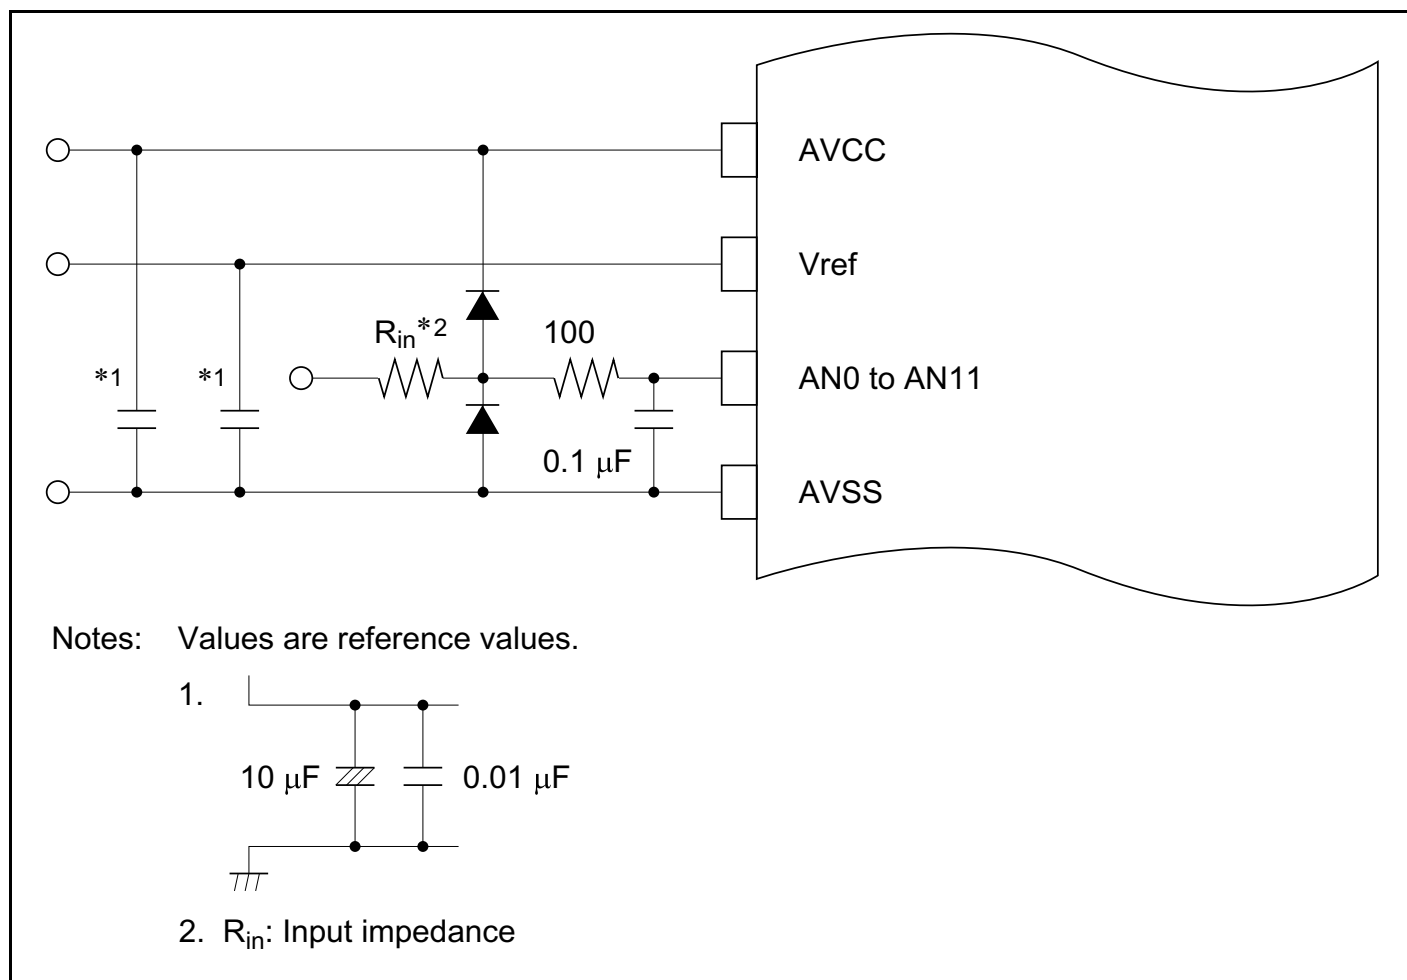 AVCC
Vref
Rin*2 100
*1 *1 AN0 to AN11
0.1 μF
AVSS
Notes: Values are reference values.
1.
10 μF 0.01 μF
2. Rin: Input impedance